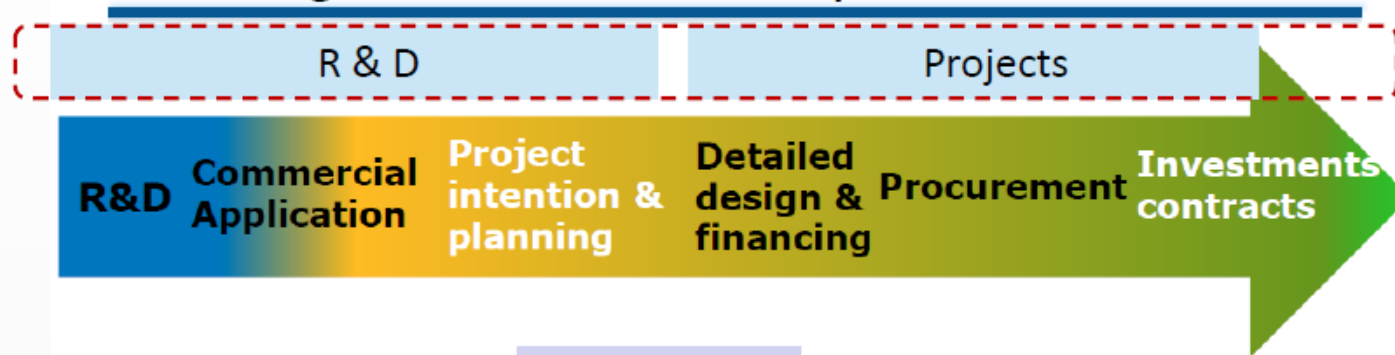 R & D
Projects
R&D
Commercial
Application
Project
intention &
planning
Detailed
design &
financing
Procurement
Investments
contracts